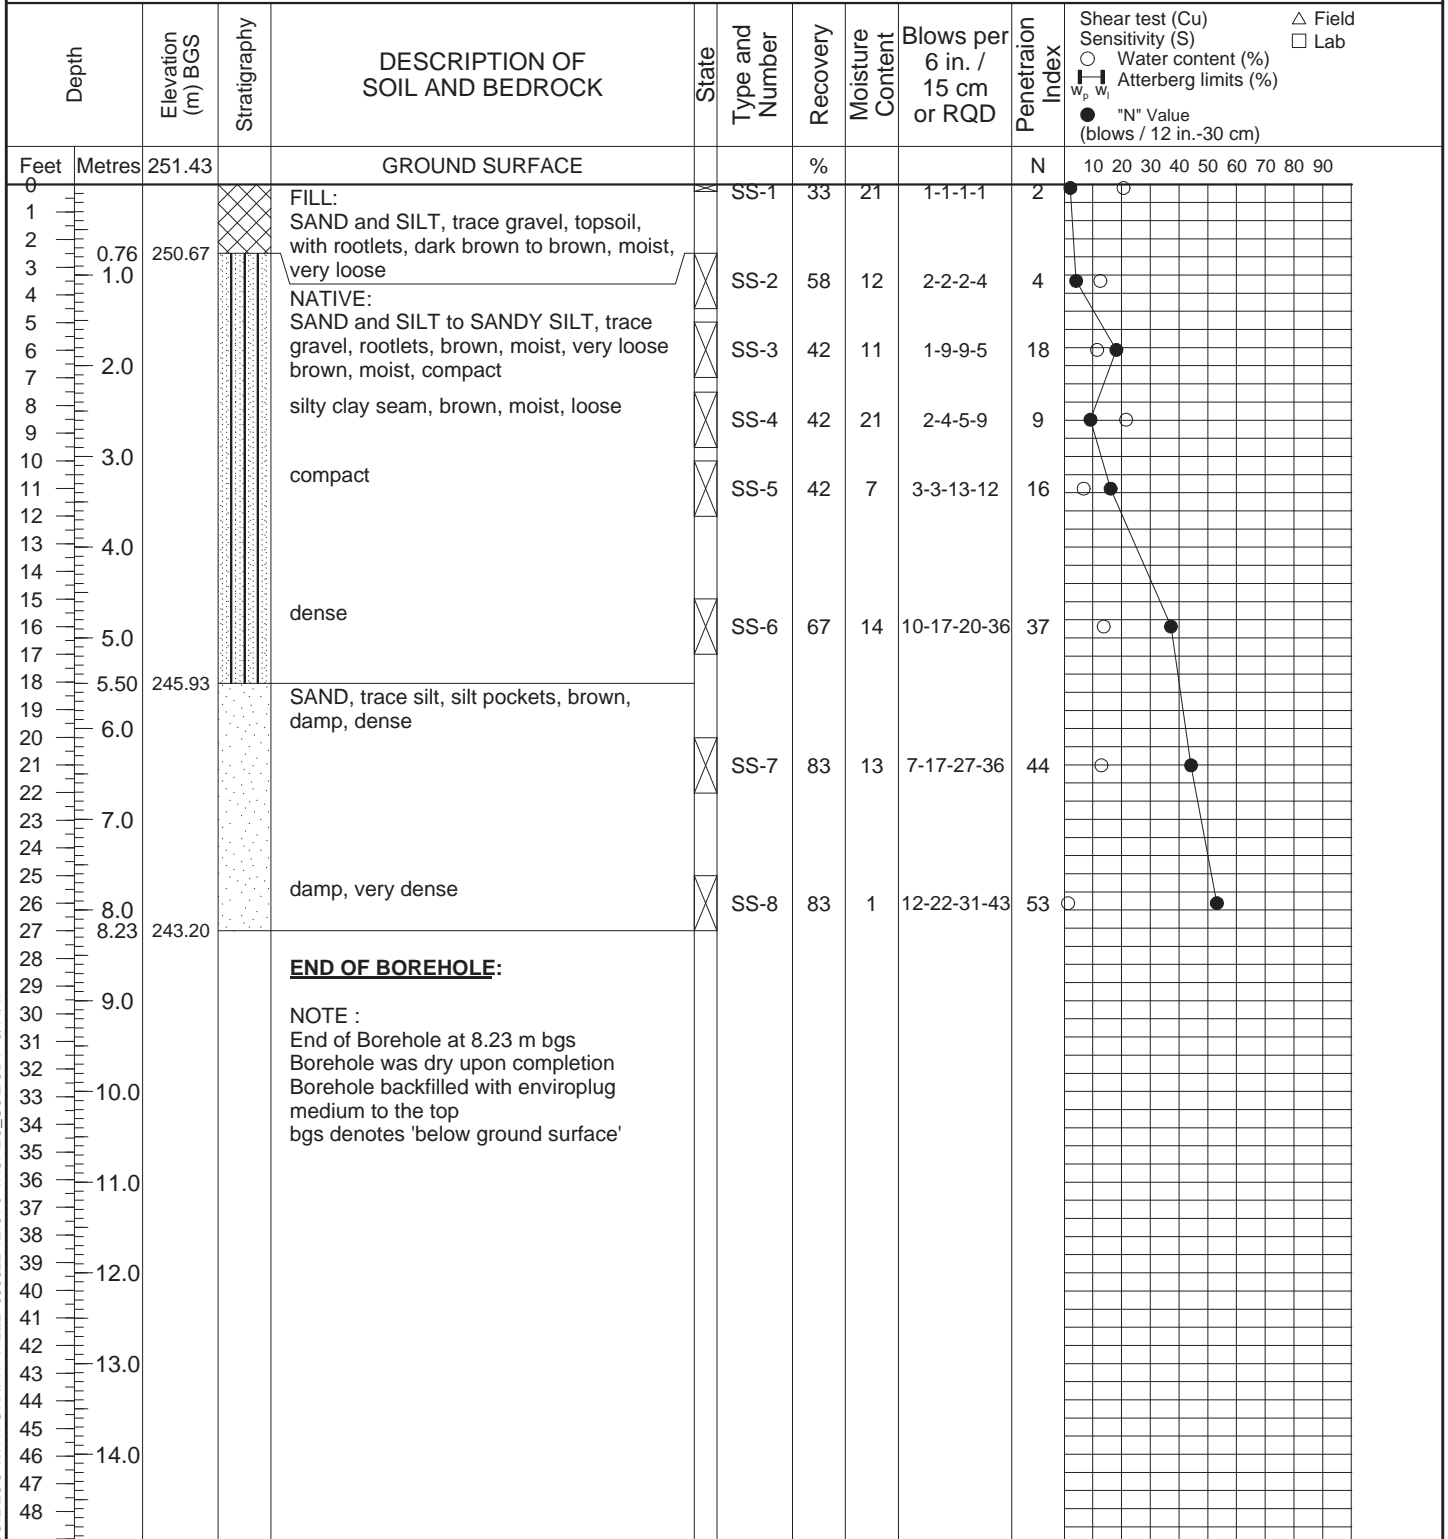 Depth
Elevation
(m) BGS
Stratigraphy
DESCRIPTION OF
SOIL AND BEDROCK
State
Type and
Number
Recovery
Moisture
Content
Blows per
6 in. /
15 cm
or RQD
Penetraion
Index
Shear test (Cu) △ Field
Sensitivity (S) □ Lab
○ Water content (%)
Atterberg limits (%)
wp wl
● "N" Value
(blows / 12 in.-30 cm)
Feet Metres 251.43 GROUND SURFACE % N 10 20 30 40 50 60 70 80 90
0 FILL: SS-1 33 21 1-1-1-1 2
1 SAND and SILT, trace gravel, topsoil,
2 with rootlets, dark brown to brown, moist,
0.76 250.67
3 very loose
1.0 SS-2 58 12 2-2-2-4 4
4 NATIVE:
5 SAND and SILT to SANDY SILT, trace
6 gravel, rootlets, brown, moist, very loose SS-3 42 11 1-9-9-5 18
2.0 brown, moist, compact
7
8 silty clay seam, brown, moist, loose
SS-4 42 21 2-4-5-9 9
9
3.0
10
compact
11 SS-5 42 7 3-3-13-12 16
12
13
4.0
14
15
dense
16 SS-6 67 14 10-17-20-36 37
5.0
17
18 5.50 245.93
SAND, trace silt, silt pockets, brown,
19
damp, dense
6.0
20
21 SS-7 83 13 7-17-27-36 44
22
23 7.0
24
25
damp, very dense
26 8.0 SS-8 83 1 12-22-31-43 53
27 8.23 243.20
28
END OF BOREHOLE:
29
9.0
30 NOTE :
31 End of Borehole at 8.23 m bgs
32 Borehole was dry upon completion
33 10.0 Borehole backfilled with enviroplug
34 medium to the top
35 bgs denotes 'below ground surface'
36
11.0
37
38
39
12.0
40
41
42
13.0
43
44
45
46 14.0
47
48